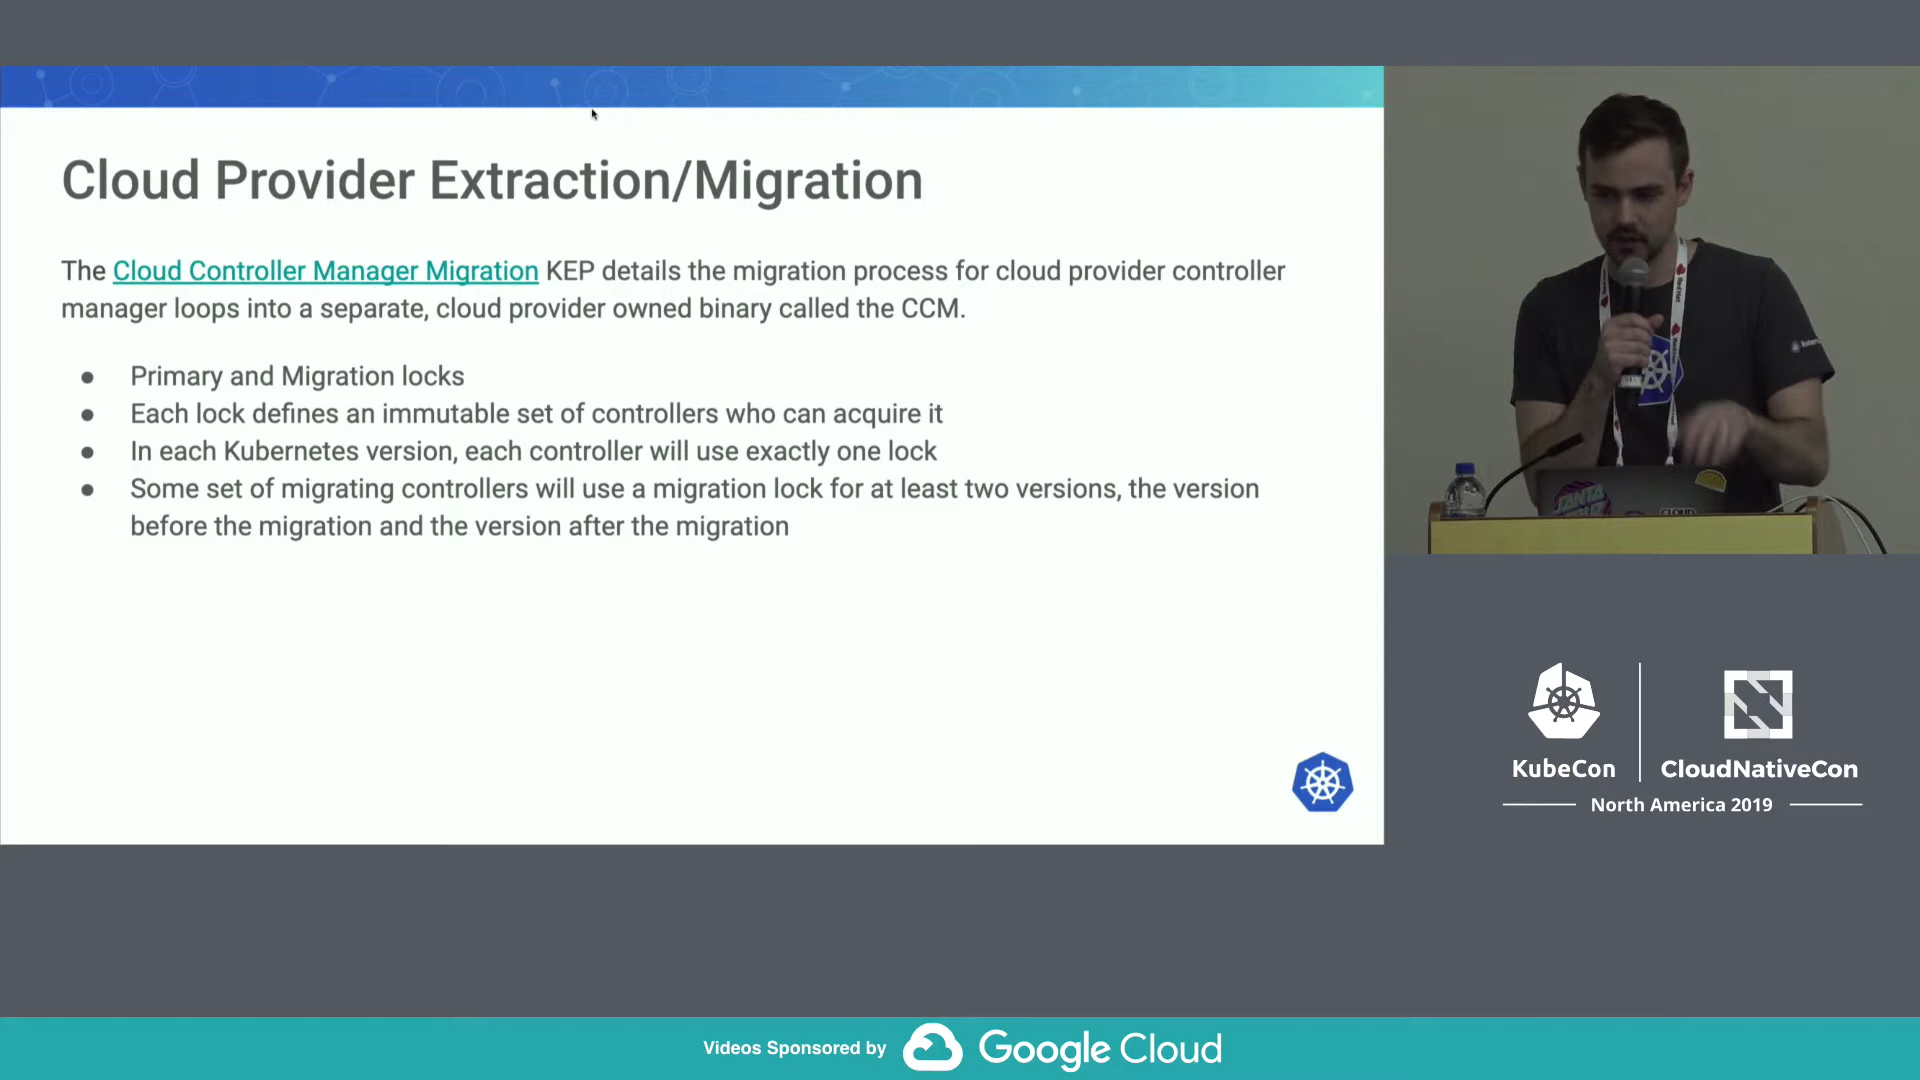 Cloud Provider Extraction/Migration
The Cloud Controller Manager Migration KEP details the migration process for cloud provider controller
manager loops into a separate, cloud provider owned binary called the CCM.
● Primary and Migration locks
● Each lock defines an immutable set of controllers who can acquire it
● In each Kubernetes version, each controller will use exactly one lock
● Some set of migrating controllers will use a migration lock for at least two versions, the version
before the migration and the version after the migration
SANTA
CLOUD
KubeCon
CloudNativeCon
North America 2019
Videos Sponsored by
Google Cloud